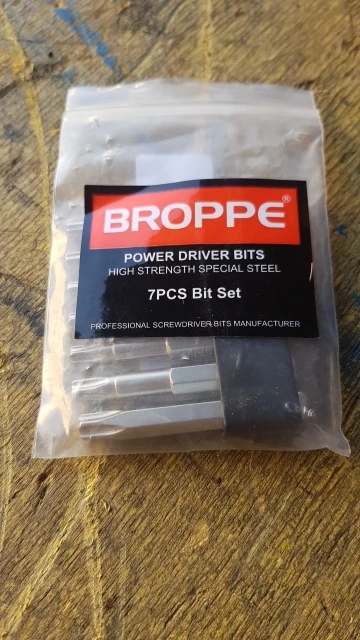 BROPPE®
POWER DRIVER BITS
HIGH STRENGTH SPECIAL STEEL
7PCS Bit Set
PROFESSIONAL SCREWDRIVER BITS MANUFACTURER